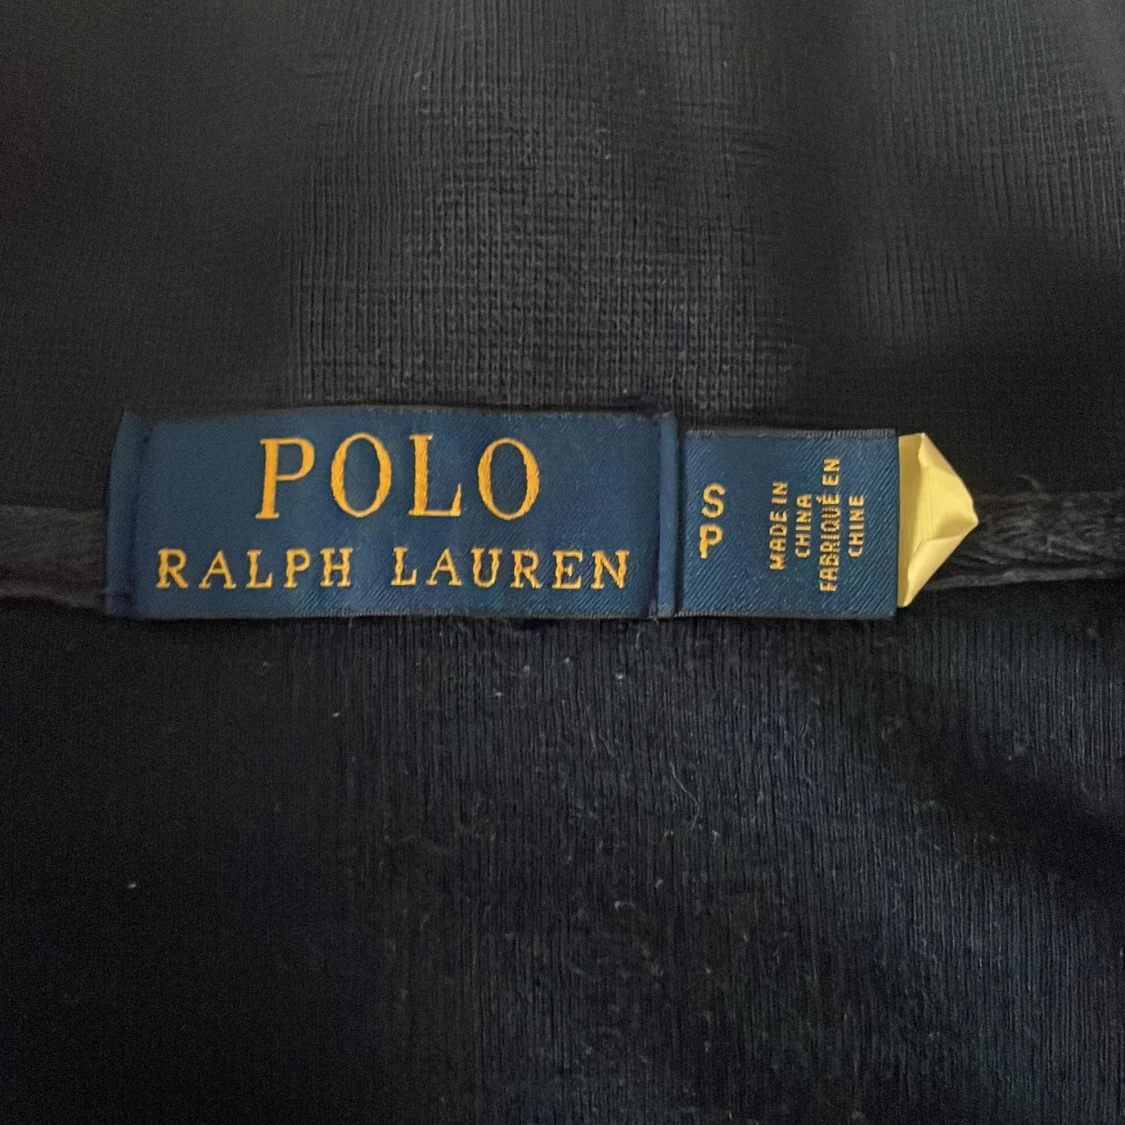 POLO
RALPH LAUREN
S
P
MADE IN
CHINA
FABRIQUÉ EN
CHINE